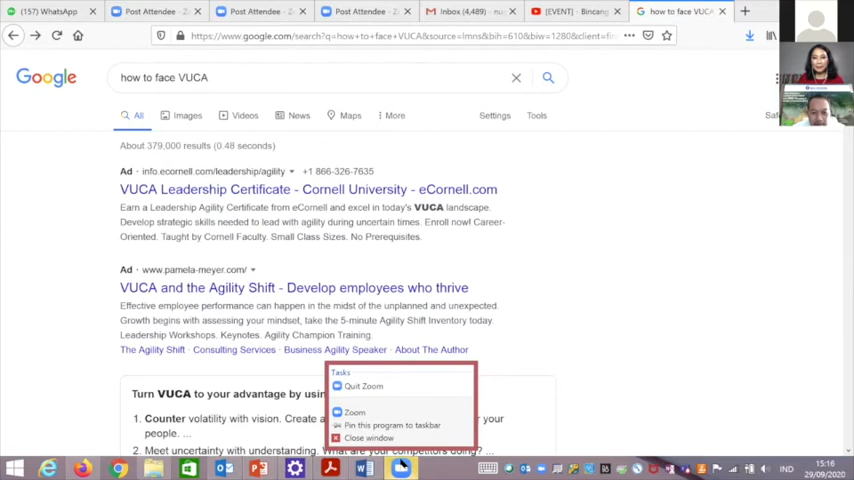 (157) WhatsApp
Post Attendee -
Post Attendee -
Post Attendee -
Inbox (4,489) -
[EVENT] - Bincang
how to face VUCA
https://www.google.com/search?q=how+to+face+VUCA&source=lmns&bih=610&biw=1280&client=
Google
how to face VUCA
All
Images
Videos
News
Maps
More
Settings
Tools
About 379,000 results (0.48 seconds)
Ad · info.ecornell.com/leadership/agility +1 866-326-7635
VUCA Leadership Certificate - Cornell University - eCornell.com
Earn a Leadership Agility Certificate from eCornell and excel in today's VUCA landscape.
Develop strategic skills needed to lead with agility during uncertain times. Enroll now! Career-
Oriented. Taught by Cornell Faculty. Small Class Sizes. No Prerequisites.
Ad · www.pamela-meyer.com/
VUCA and the Agility Shift - Develop employees who thrive
Effective employee performance can happen in the midst of the unplanned and unexpected.
Growth begins with assessing your mindset, take the 5-minute Agility Shift Inventory today.
Leadership Workshops. Keynotes. Agility Champion Training.
The Agility Shift · Consulting Services · Business Agility Speaker · About The Author
Turn VUCA to your advantage by
1. Counter volatility with vision. Create
your
people. ...
2. Meet uncertainty with understanding. What are your competitors doing? ...
Tasks
Quit Zoom
Zoom
Pin this program to taskbar
Close window
IND
15:16
29/09/2020